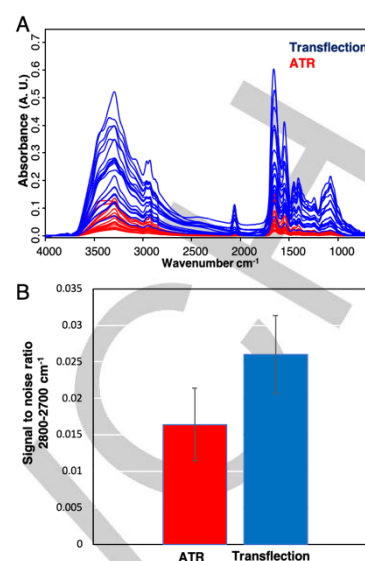 A
0.7
0.6
0.5
0.4
0.3
0.2
0.1
0.0
Absorbance (A. U.)
Transflection
ATR
4000 3500 3000 2500 2000 1500 1000
Wavenumber cm-1
B
0.035
0.03
0.025
0.02
0.015
0.01
0.005
0
Signal to noise ratio
2800-2700 cm-1
ATR Transflection